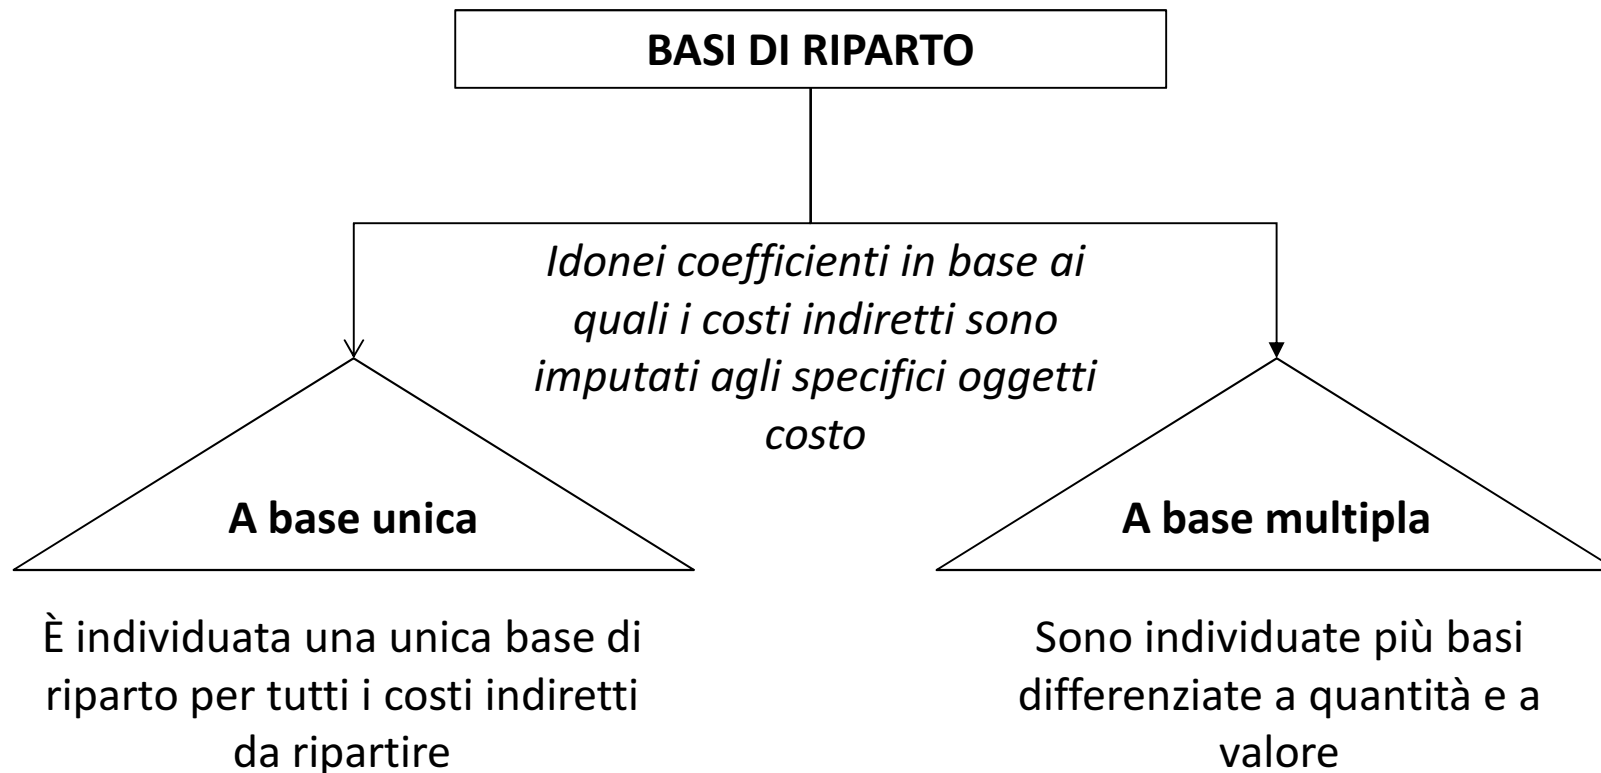 BASI DI RIPARTO
Idonei coefficienti in base ai
quali i costi indiretti sono
imputati agli specifici oggetti
costo
A base unica
A base multipla
È individuata una unica base di
riparto per tutti i costi indiretti
da ripartire
Sono individuate più basi
differenziate a quantità e a
valore